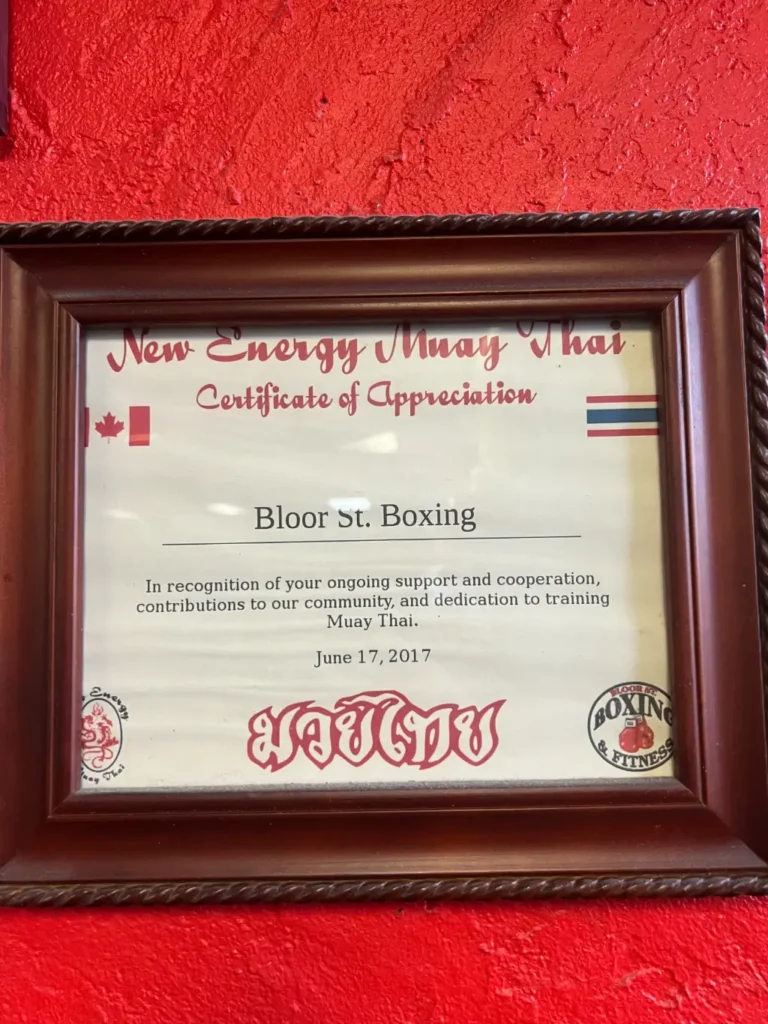 New Energy Muay Thai
Certificate of Appreciation
Bloor St. Boxing
In recognition of your ongoing support and cooperation,
contributions to our community, and dedication to training
Muay Thai.
June 17, 2017
Energy
Muay Thai
มวยไทย
BLOOR ST.
BOXING
& FITNESS